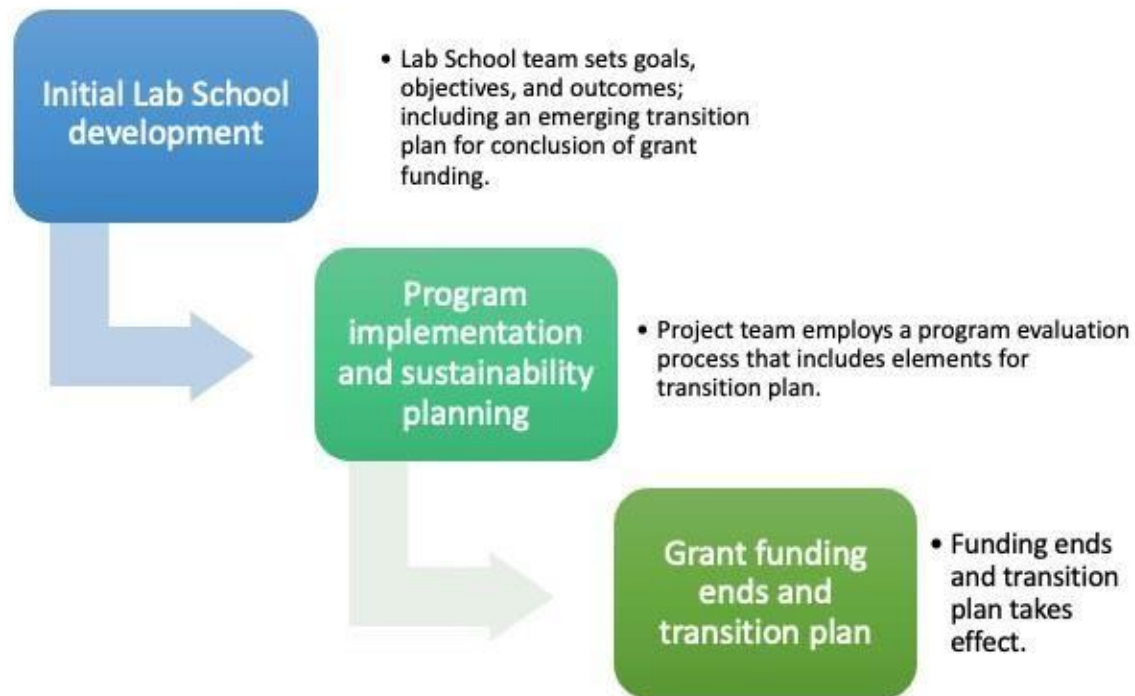 Initial Lab School
development
• Lab School team sets goals,
objectives, and outcomes;
including an emerging transition
plan for conclusion of grant
funding.
Program
implementation
and sustainability
planning
• Project team employs a program evaluation
process that includes elements for
transition plan.
Grant funding
ends and
transition plan
• Funding ends
and transition
plan takes
effect.